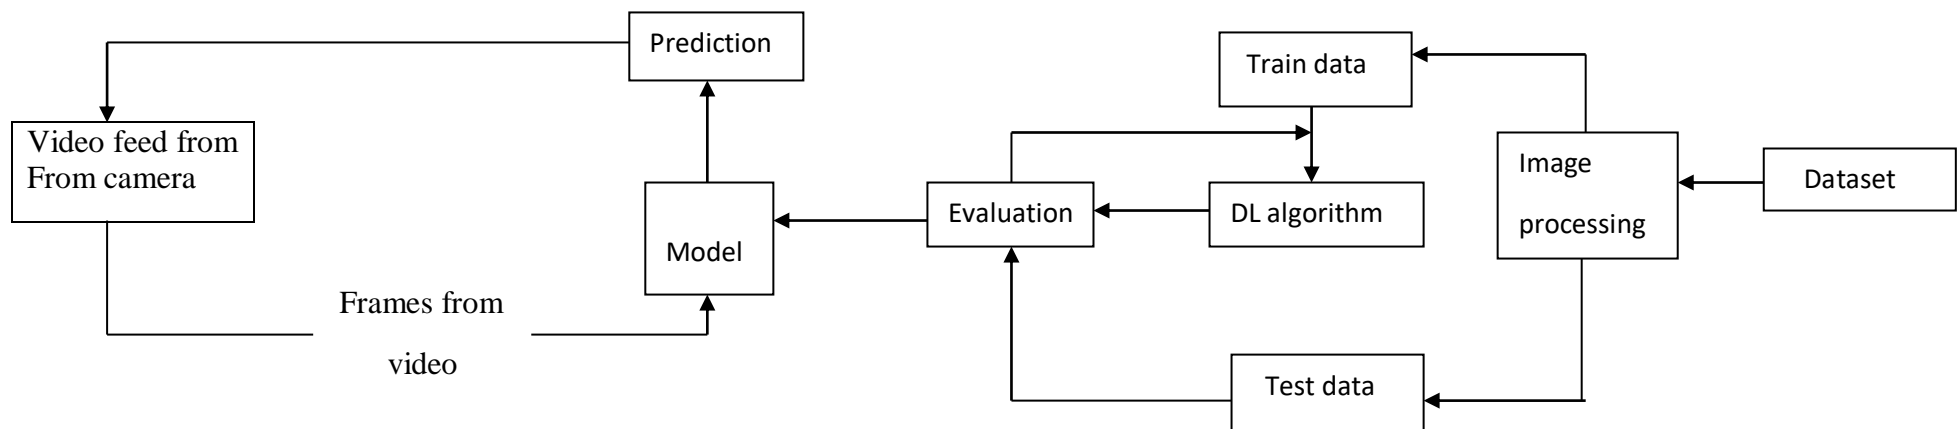 Prediction
Train data
Video feed from
From camera
Image
processing
Dataset
Evaluation
DL algorithm
Model
Frames from
video
Test data